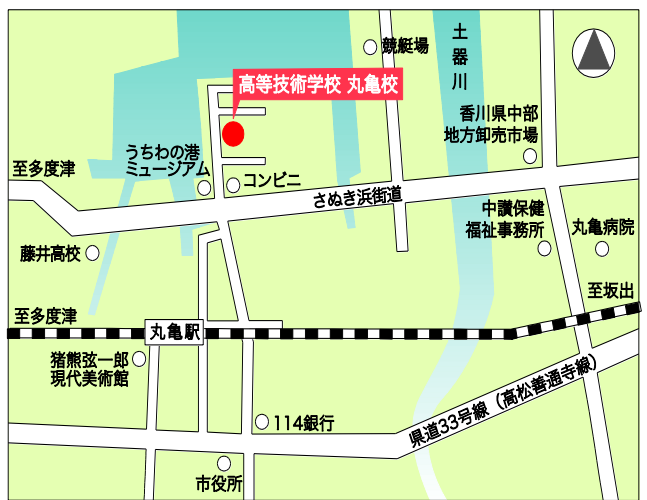 土器川
競艇場
高等技術学校 丸亀校
香川県中部
地方卸売市場
うちわの港
ミュージアム
至多度津
コンビニ
さぬき浜街道
中讃保健
福祉事務所
丸亀病院
藤井高校
至坂出
至多度津
丸亀駅
猪熊弦一郎
現代美術館
県道33号線（高松善通寺線）
114銀行
市役所